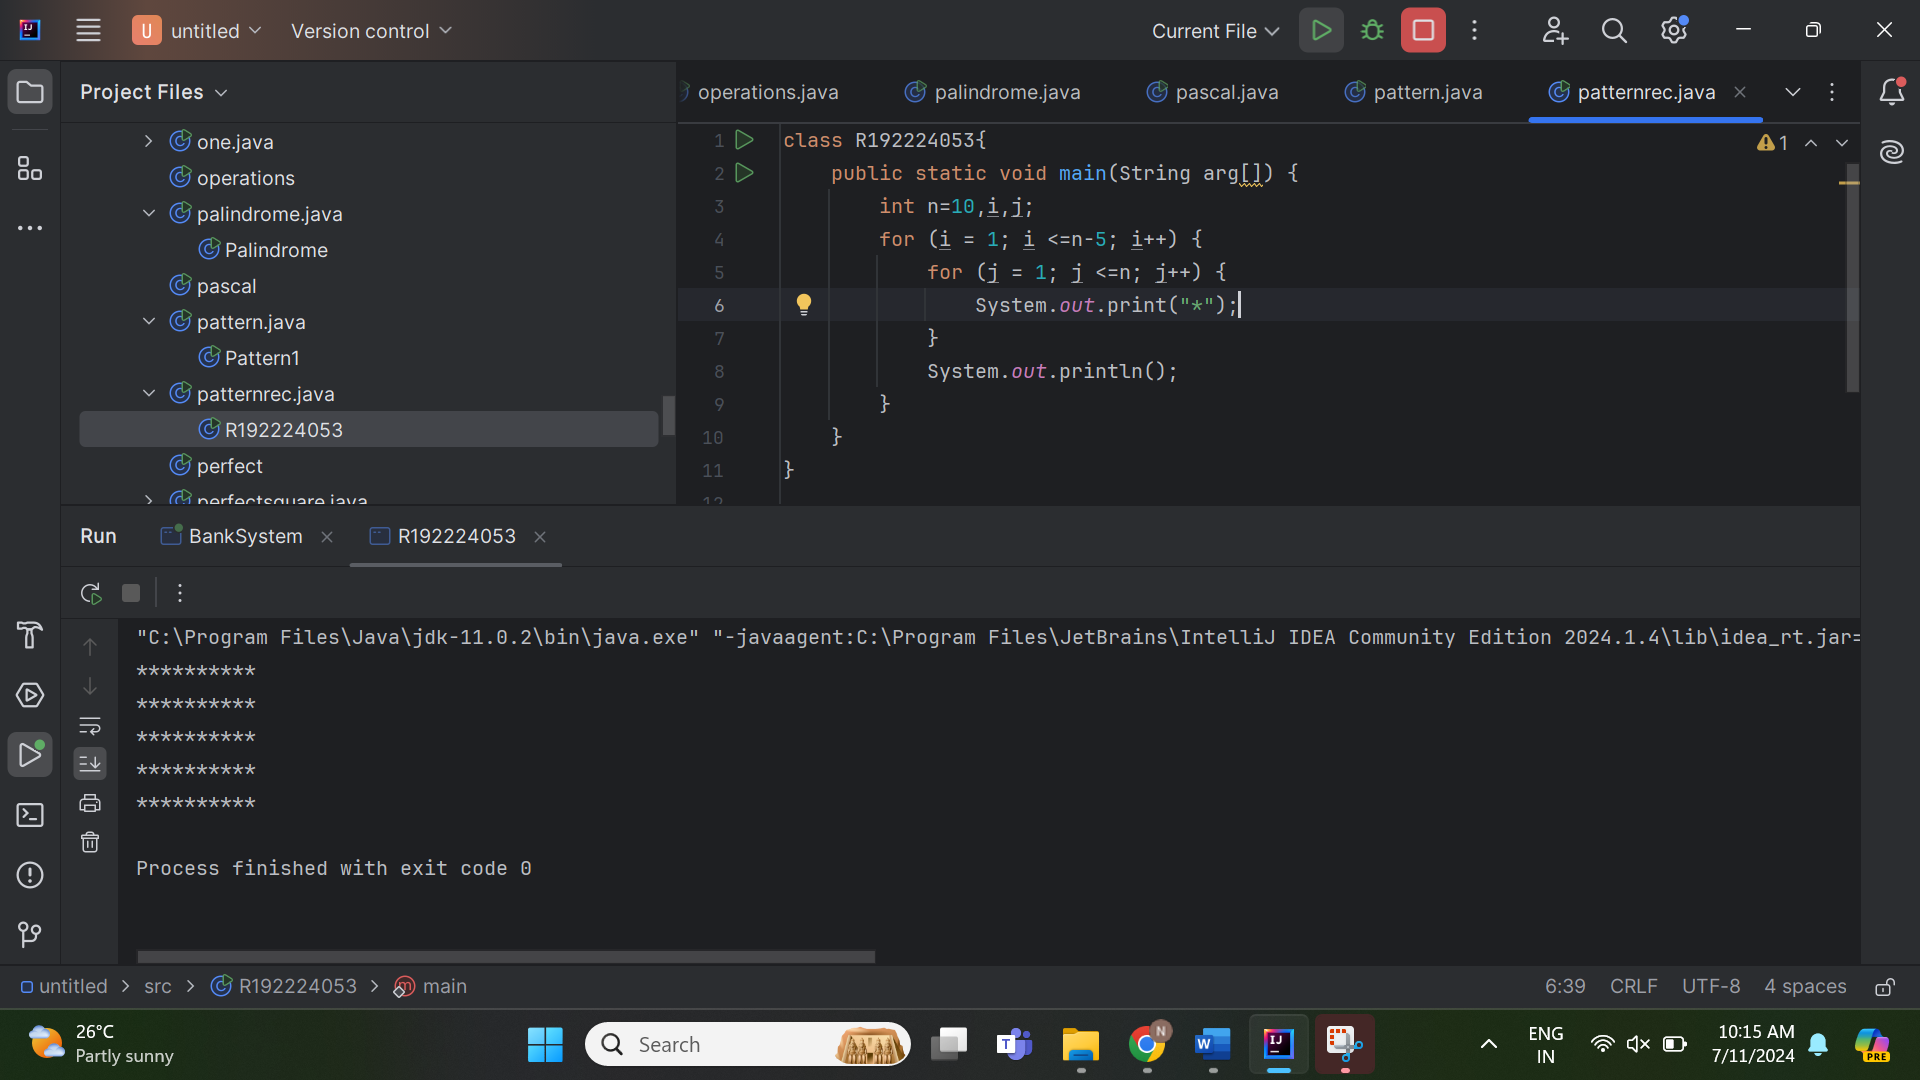 untitled
Version control
Current File
Project Files
operations.java
palindrome.java
pascal.java
pattern.java
patternrec.java
one.java
operations
palindrome.java
Palindrome
pascal
pattern.java
Pattern1
patternrec.java
R192224053
perfect
perfectsquare.java
1 class R192224053{
2 public static void main(String arg[]) {
3 int n=10,i,j;
4 for (i = 1; i <=n-5; i++) {
5 for (j = 1; j <=n; j++) {
6 System.out.print("*");
7 }
8 System.out.println();
9 }
10 }
11 }
12
1
Run
BankSystem
R192224053
"C:\Program Files\Java\jdk-11.0.2\bin\java.exe" "-javaagent:C:\Program Files\JetBrains\IntelliJ IDEA Community Edition 2024.1.4\lib\idea_rt.jar=
**********
**********
**********
**********
**********
Process finished with exit code 0
untitled > src > R192224053 > main
6:39 CRLF UTF-8 4 spaces
26°C
Partly sunny
Search
ENG
IN
10:15 AM
7/11/2024
PRE